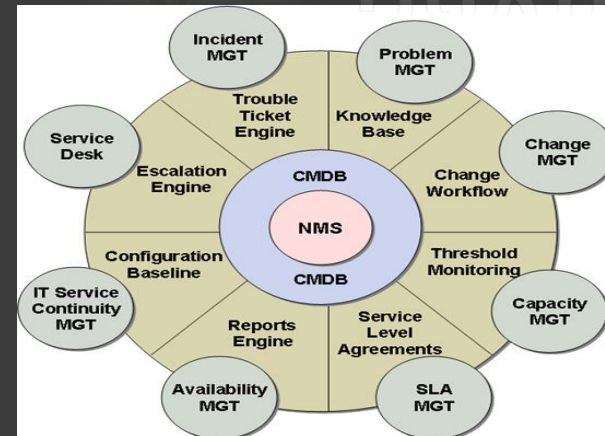 Incident
MGT
Problem
MGT
Trouble
Ticket
Engine
Knowledge
Base
Service
Desk
Change
MGT
Escalation
Engine
CMDB
Change
Workflow
NMS
Configuration
Baseline
Threshold
Monitoring
CMDB
IT Service
Continuity
MGT
Capacity
MGT
Reports
Engine
Service
Level
Agreements
Availability
MGT
SLA
MGT